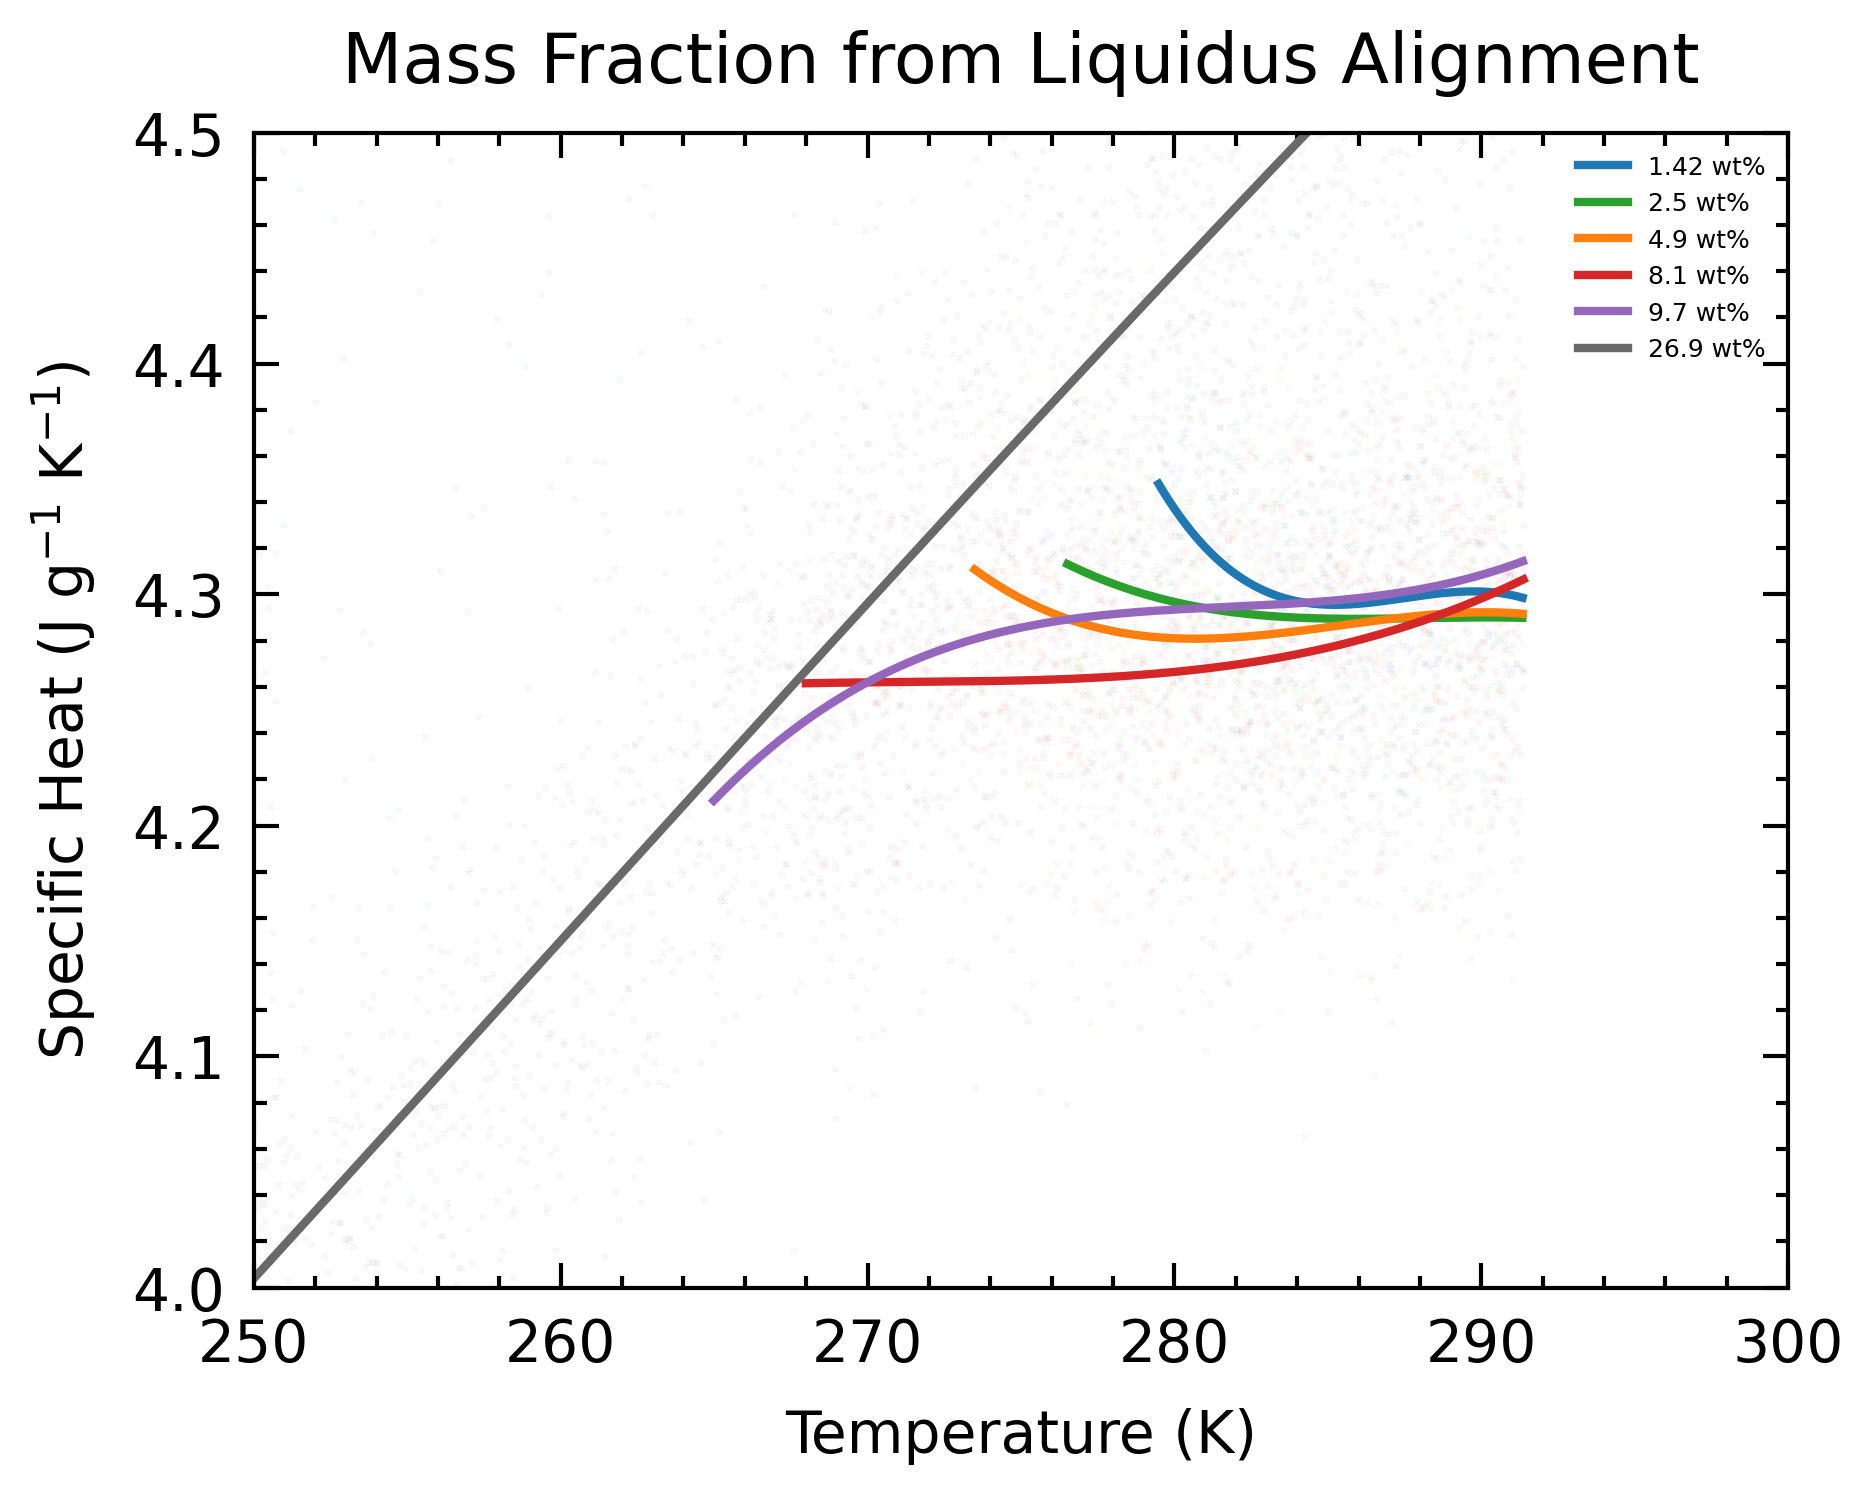 Mass Fraction from Liquidus Alignment
4.5
4.4
4.3
4.2
4.1
4.0
Specific Heat (J g⁻¹ K⁻¹)
1.42 wt%
2.5 wt%
4.9 wt%
8.1 wt%
9.7 wt%
26.9 wt%
250 260 270 280 290 300
Temperature (K)